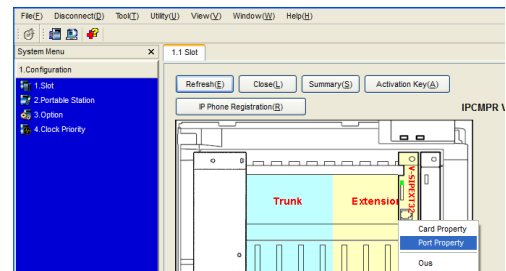 File(F) Disconnect(D) Tool(T) Utility(U) View(V) Window(W) Help(H)
System Menu X
1.1 Slot
1.Configuration
1.Slot
2.Portable Station
3.Option
4.Clock Priority
Refresh(E) Close(L) Summary(S) Activation Key(A)
IP Phone Registration(R)
IPCMPR V
Trunk
Extension
V-SIPEXT32
Card Property
Port Property
Ous